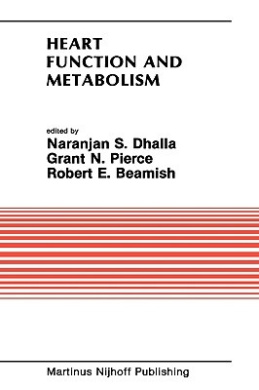 HEART
FUNCTION AND
METABOLISM
edited by
Naranjan S. Dhalla
Grant N. Pierce
Robert E. Beamish
Martinus Nijhoff Publishing